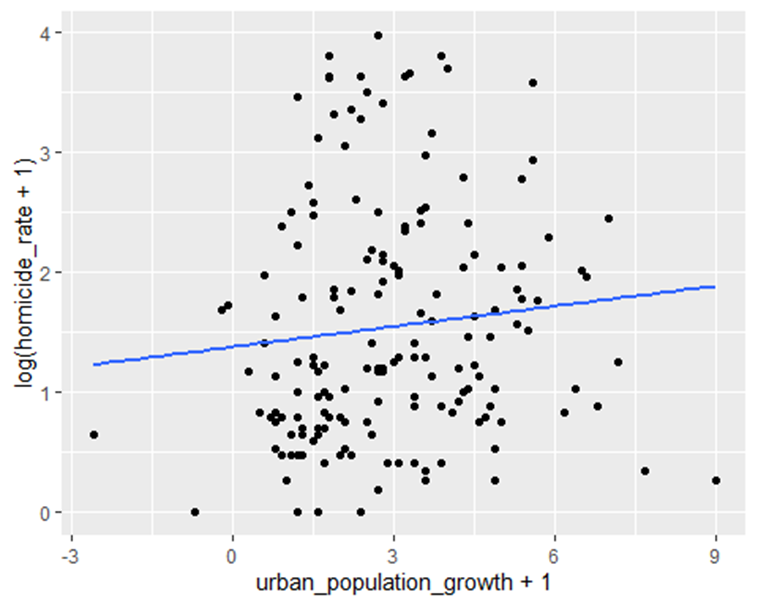 4
3
2
1
0
log(homicide_rate + 1)
-3 0 3 6 9
urban_population_growth + 1